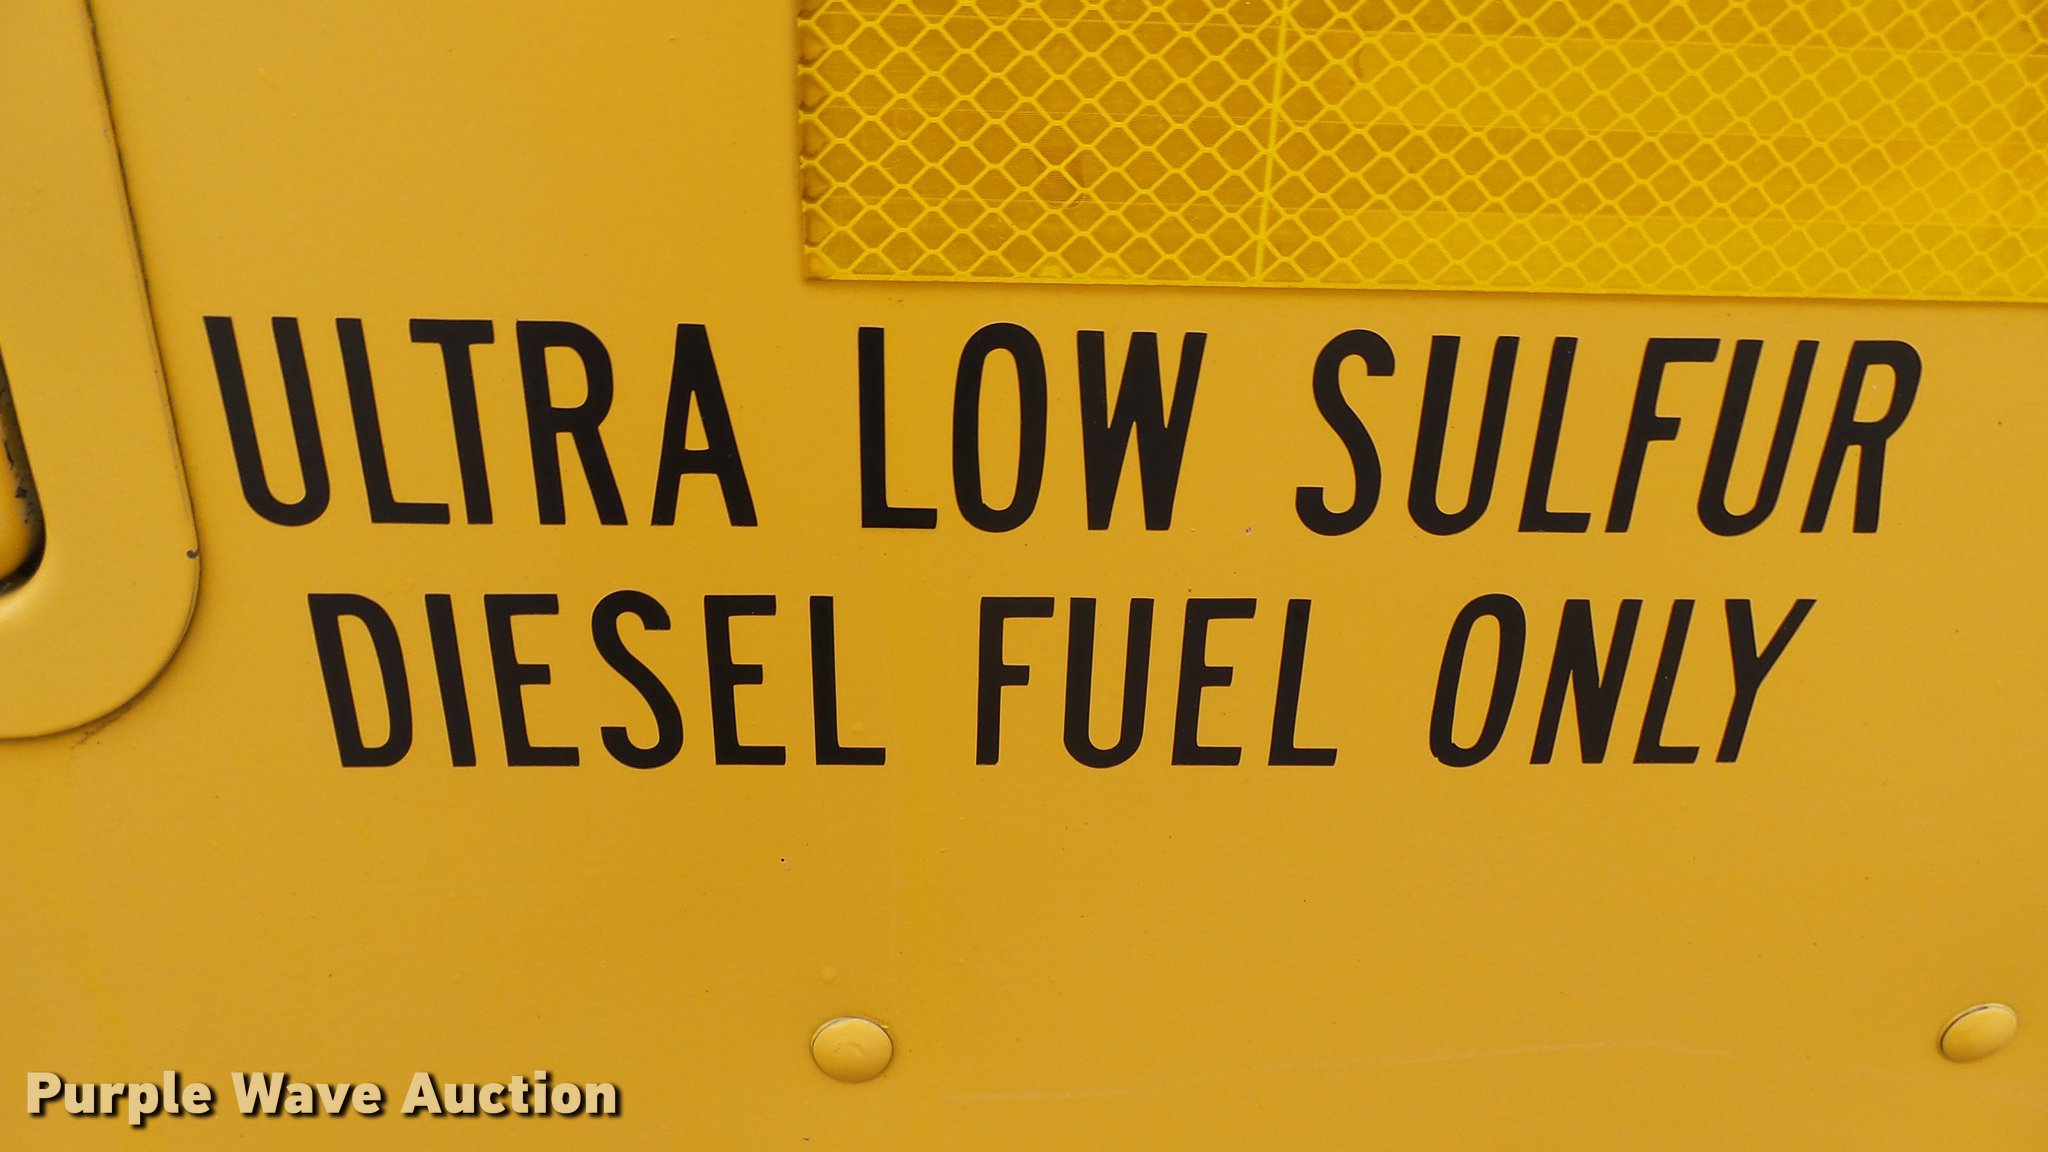 ULTRA LOW SULFUR
DIESEL FUEL ONLY
Purple Wave Auction